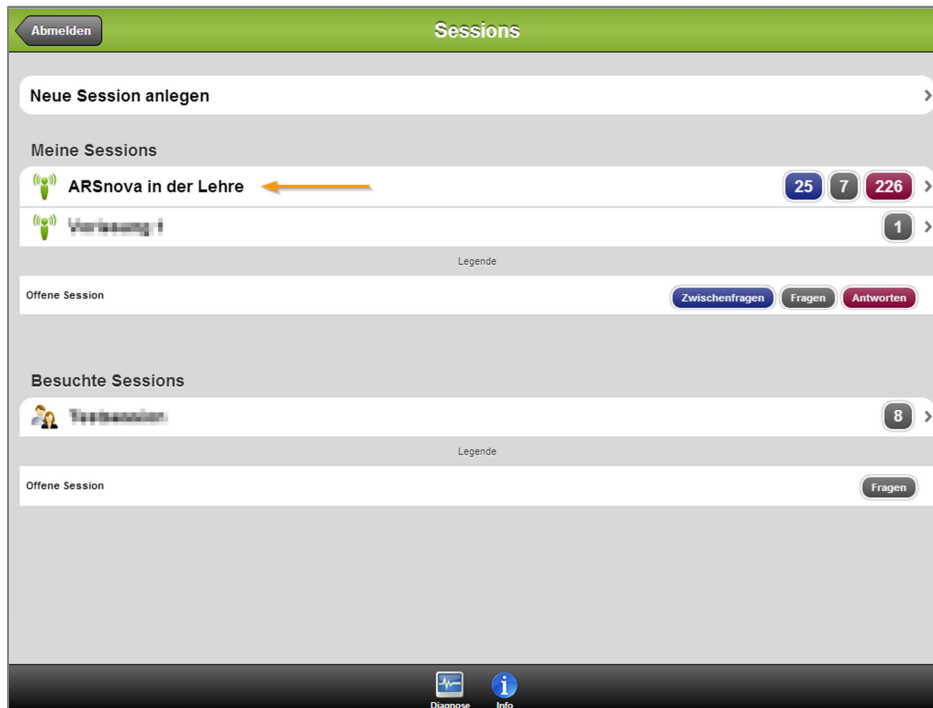 Abmelden Sessions
Neue Session anlegen
Meine Sessions
ARSnova in der Lehre 25 7 226
1
Legende
Offene Session Zwischenfragen Fragen Antworten
Besuchte Sessions
8
Legende
Offene Session Fragen
Diagnose Info